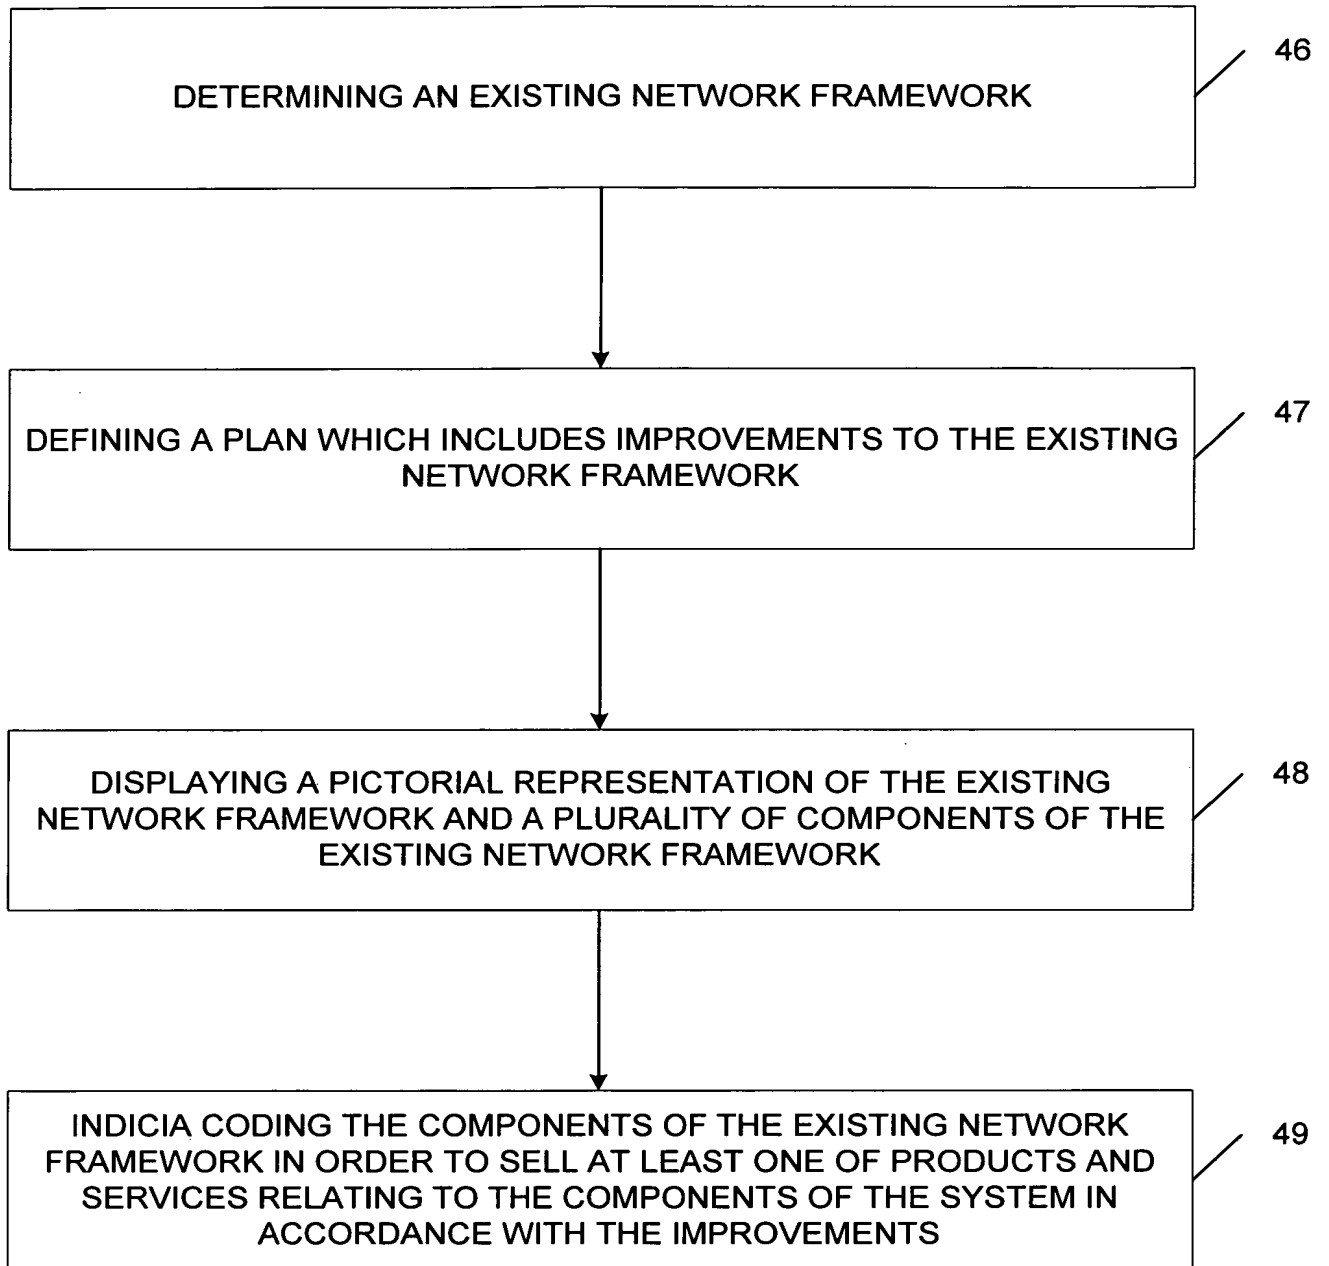 DETERMINING AN EXISTING NETWORK FRAMEWORK
46
DEFINING A PLAN WHICH INCLUDES IMPROVEMENTS TO THE EXISTING
NETWORK FRAMEWORK
47
DISPLAYING A PICTORIAL REPRESENTATION OF THE EXISTING
NETWORK FRAMEWORK AND A PLURALITY OF COMPONENTS OF THE
EXISTING NETWORK FRAMEWORK
48
INDICIA CODING THE COMPONENTS OF THE EXISTING NETWORK
FRAMEWORK IN ORDER TO SELL AT LEAST ONE OF PRODUCTS AND
SERVICES RELATING TO THE COMPONENTS OF THE SYSTEM IN
ACCORDANCE WITH THE IMPROVEMENTS
49